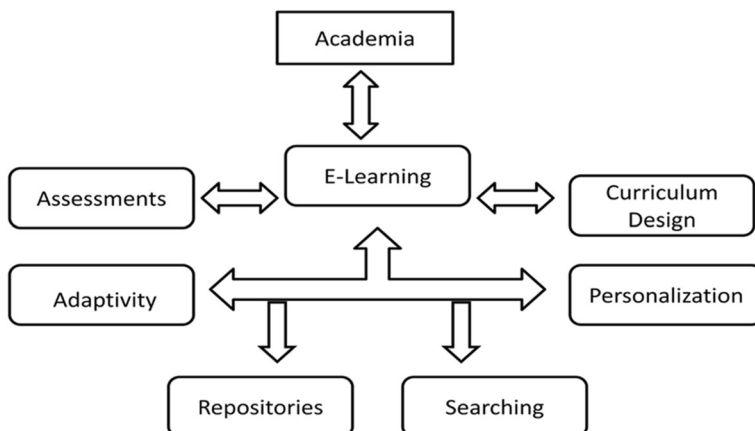 Academia
E-Learning
Assessments
Curriculum
Design
Adaptivity
Personalization
Repositories
Searching